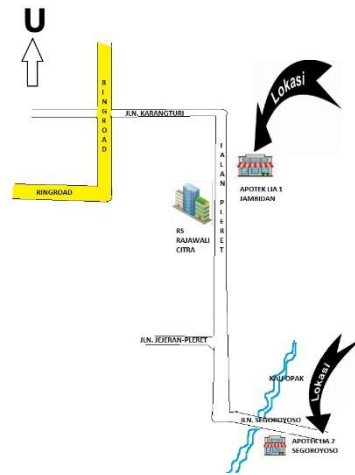 U
RINGROAD
JLN. KARANGTURI
Lokasi
JALAN PLERET
APOTEK LIA 1
JAMBIDAN
RINGROAD
RS
RAJAWALI
CITRA
JLN. JEJERAN-PLERET
KALI OPAK
Lokasi
JLN. SEGOROYOSO
APOTEK LIA 2
SEGOROYOSO